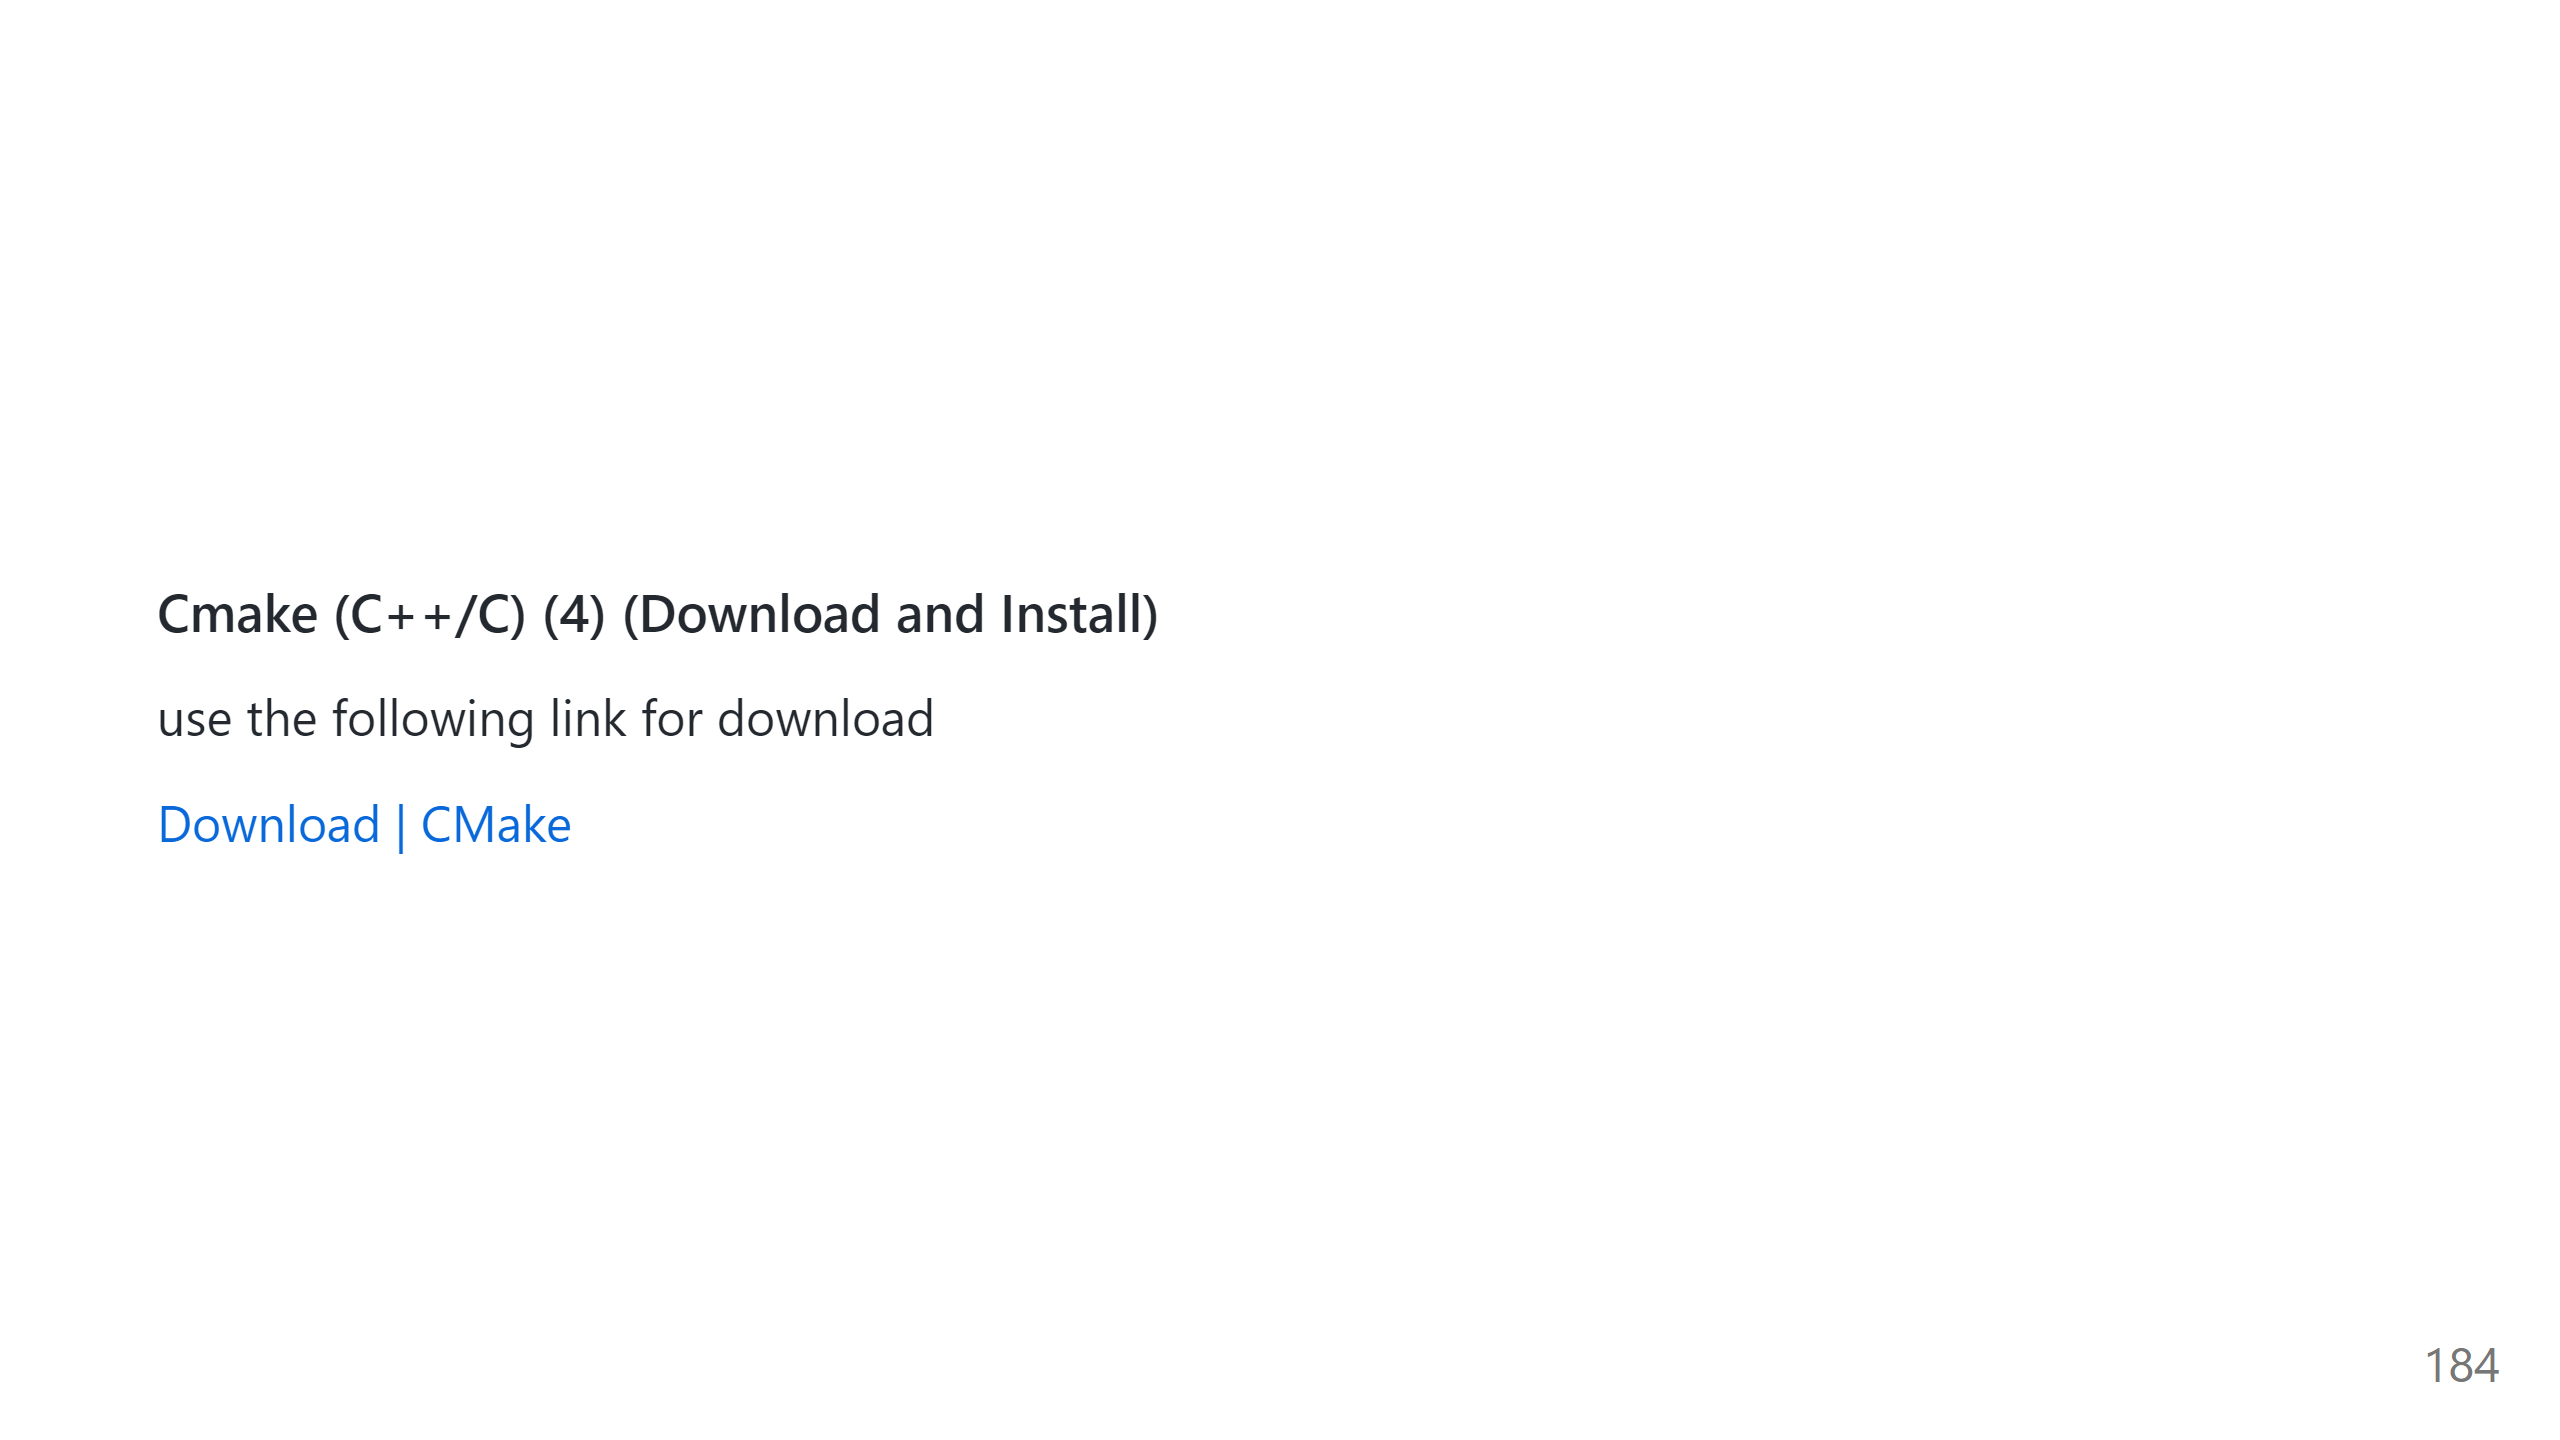 Cmake (C++/C) (4) (Download and Install)
use the following link for download
Download | CMake
184